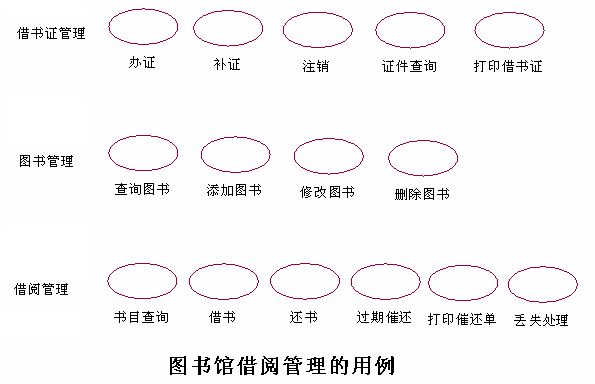 借书证管理
办证 补证 注销 证件查询 打印借书证
图书管理
查询图书 添加图书 修改图书 删除图书
借阅管理
书目查询 借书 还书 过期催还 打印催还单 丢失处理
图书馆借阅管理的用例